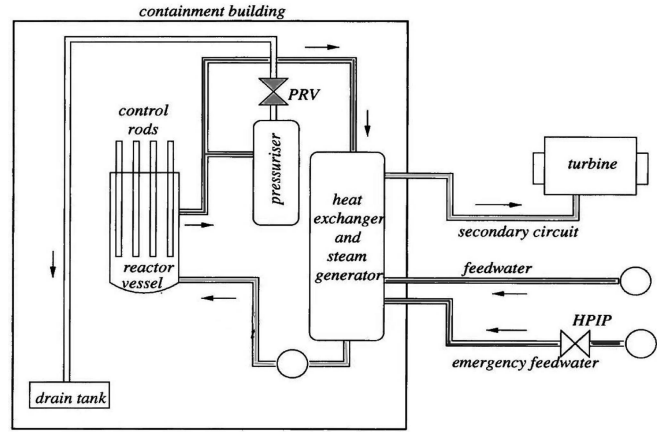 containment building
PRV
control
rods
pressuriser
turbine
heat
exchanger
and
steam
generator
secondary circuit
reactor
vessel
feedwater
HPIP
emergency feedwater
drain tank